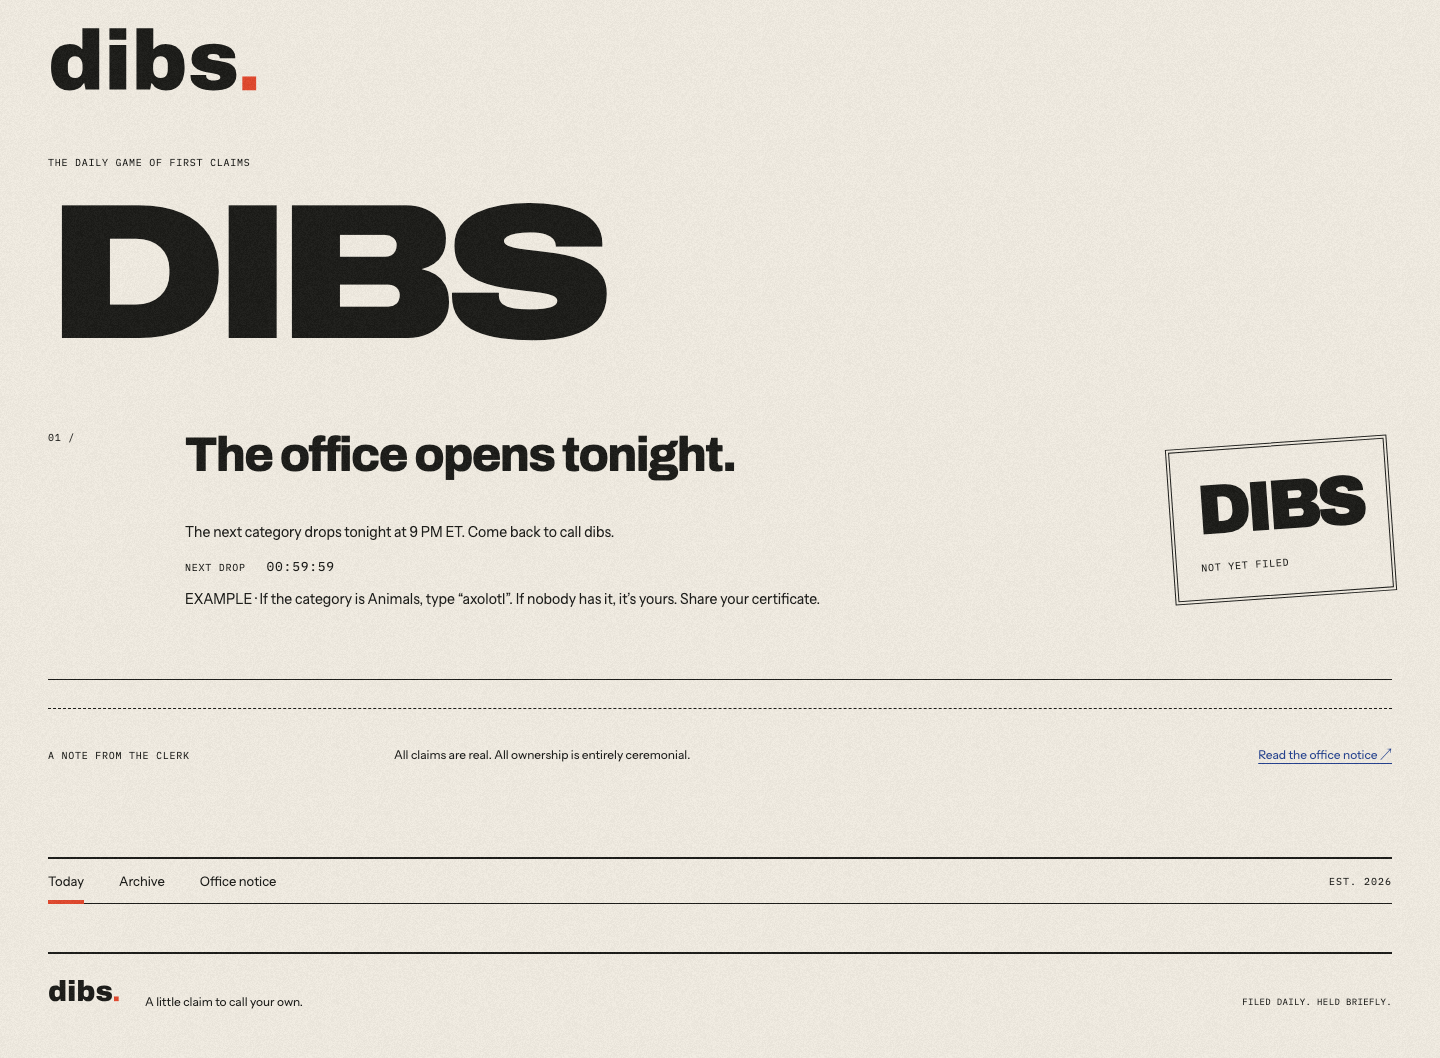 dibs.
THE DAILY GAME OF FIRST CLAIMS
DIBS
01 /
The office opens tonight.
The next category drops tonight at 9 PM ET. Come back to call dibs.
NEXT DROP 00:59:59
EXAMPLE · If the category is Animals, type “axolotl”. If nobody has it, it’s yours. Share your certificate.
DIBS
NOT YET FILED
A NOTE FROM THE CLERK
All claims are real. All ownership is entirely ceremonial.
Read the office notice ↗
Today Archive Office notice
EST. 2026
dibs.
A little claim to call your own.
FILED DAILY. HELD BRIEFLY.